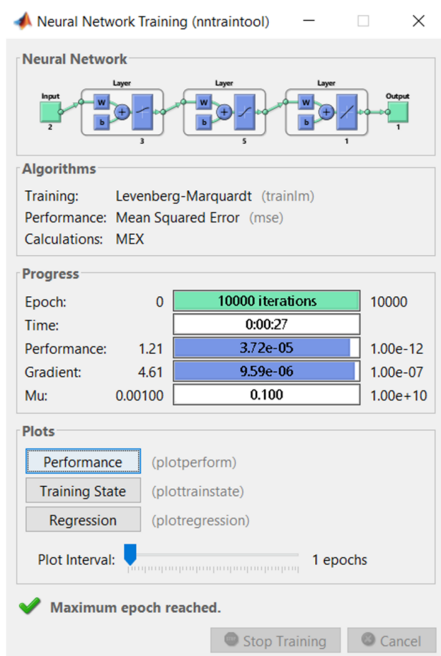 Neural Network Training (nntraintool)
Neural Network
Layer Layer Layer
Input Output
W W W
b b b
2 3 5 1 1
Algorithms
Training: Levenberg-Marquardt (trainlm)
Performance: Mean Squared Error (mse)
Calculations: MEX
Progress
Epoch: 0 10000 iterations 10000
Time: 0:00:27
Performance: 1.21 3.72e-05 1.00e-12
Gradient: 4.61 9.59e-06 1.00e-07
Mu: 0.00100 0.100 1.00e+10
Plots
Performance (plotperform)
Training State (plottrainstate)
Regression (plotregression)
Plot Interval: 1 epochs
Maximum epoch reached.
Stop Training Cancel